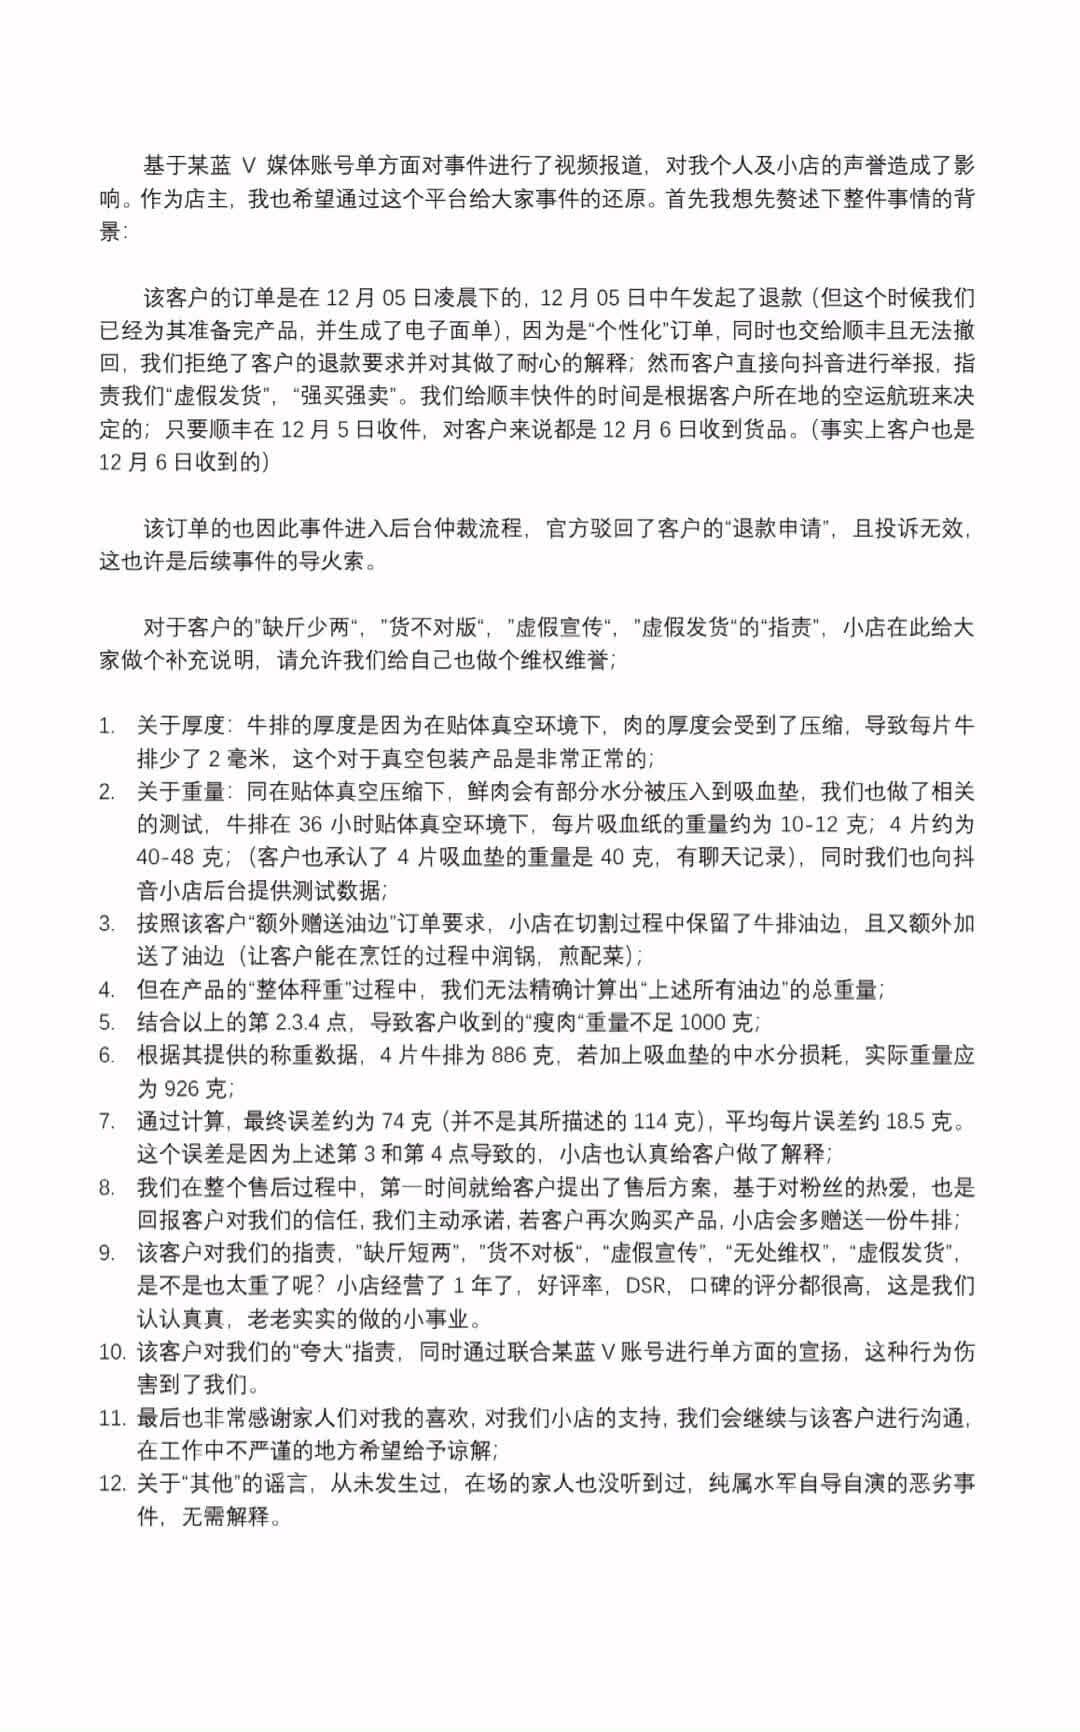 基于某蓝 V 媒体账号单方面对事件进行了视频报道，对我个人及小店的声誉造成了影
响。作为店主，我也希望通过这个平台给大家事件的还原。首先我想先赘述下整件事情的背
景：
该客户的订单是在 12 月 05 日凌晨下的，12 月 05 日中午发起了退款（但这个时候我们
已经为其准备完产品，并生成了电子面单），因为是“个性化”订单，同时也交给顺丰且无法撤
回，我们拒绝了客户的退款要求并对其做了耐心的解释；然而客户直接向抖音进行举报，指
责我们“虚假发货”，“强买强卖”。我们给顺丰快件的时间是根据客户所在地的空运航班来决
定的；只要顺丰在 12 月 5 日收件，对客户来说都是 12 月 6 日收到货品。（事实上客户也是
12 月 6 日收到的）
该订单的也因此事件进入后台仲裁流程，官方驳回了客户的“退款申请”，且投诉无效，
这也许是后续事件的导火索。
对于客户的”缺斤少两“，”货不对版“，”虚假宣传“，”虚假发货“的“指责”，小店在此给大
家做个补充说明，请允许我们给自己也做个维权维誉；
1. 关于厚度：牛排的厚度是因为在贴体真空环境下，肉的厚度会受到了压缩，导致每片牛
排少了 2 毫米，这个对于真空包装产品是非常正常的；
2. 关于重量：同在贴体真空压缩下，鲜肉会有部分水分被压入到吸血垫，我们也做了相关
的测试，牛排在 36 小时贴体真空环境下，每片吸血纸的重量约为 10-12 克；4 片约为
40-48 克；（客户也承认了 4 片吸血垫的重量是 40 克，有聊天记录），同时我们也向抖
音小店后台提供测试数据；
3. 按照该客户“额外赠送油边”订单要求，小店在切割过程中保留了牛排油边，且又额外加
送了油边（让客户能在烹饪的过程中润锅，煎配菜）；
4. 但在产品的“整体秤重”过程中，我们无法精确计算出“上述所有油边”的总重量；
5. 结合以上的第 2.3.4 点，导致客户收到的“瘦肉“重量不足 1000 克；
6. 根据其提供的称重数据，4 片牛排为 886 克，若加上吸血垫的中水分损耗，实际重量应
为 926 克；
7. 通过计算，最终误差约为 74 克（并不是其所描述的 114 克），平均每片误差约 18.5 克。
这个误差是因为上述第 3 和第 4 点导致的，小店也认真给客户做了解释；
8. 我们在整个售后过程中，第一时间就给客户提出了售后方案，基于对粉丝的热爱，也是
回报客户对我们的信任，我们主动承诺，若客户再次购买产品，小店会多赠送一份牛排；
9. 该客户对我们的指责，”缺斤短两”，”货不对板“，“虚假宣传”，“无处维权”，“虚假发货”，
是不是也太重了呢？小店经营了 1 年了，好评率，DSR，口碑的评分都很高，这是我们
认认真真，老老实实的做的小事业。
10. 该客户对我们的“夸大“指责，同时通过联合某蓝 V 账号进行单方面的宣扬，这种行为伤
害到了我们。
11. 最后也非常感谢家人们对我的喜欢，对我们小店的支持，我们会继续与该客户进行沟通，
在工作中不严谨的地方希望给予谅解；
12. 关于“其他”的谣言，从未发生过，在场的家人也没听到过，纯属水军自导自演的恶劣事
件，无需解释。